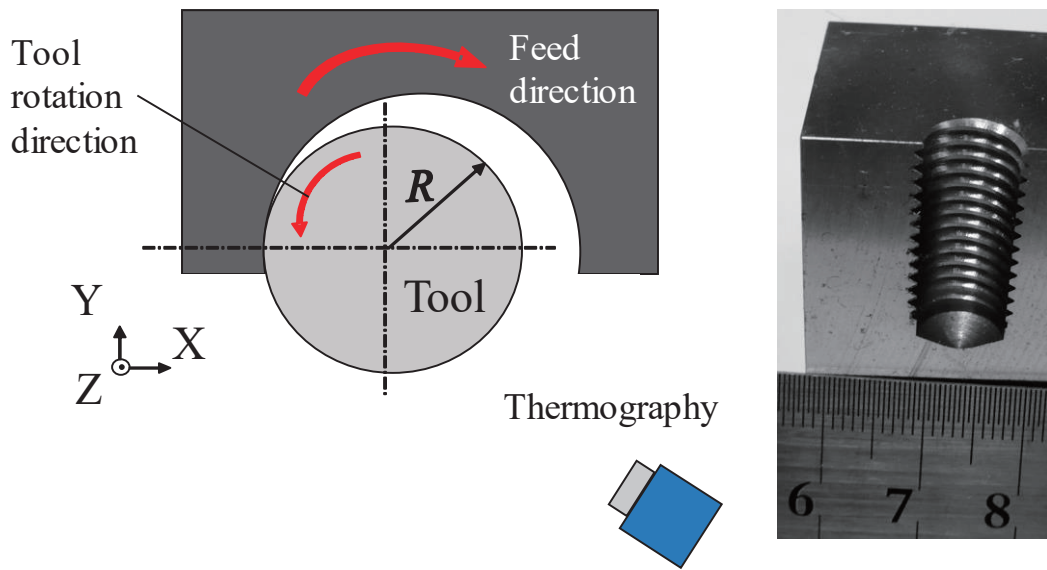 Tool
rotation
direction
Feed
direction
R
Tool
Y
X
Z
Thermography
6 7 8